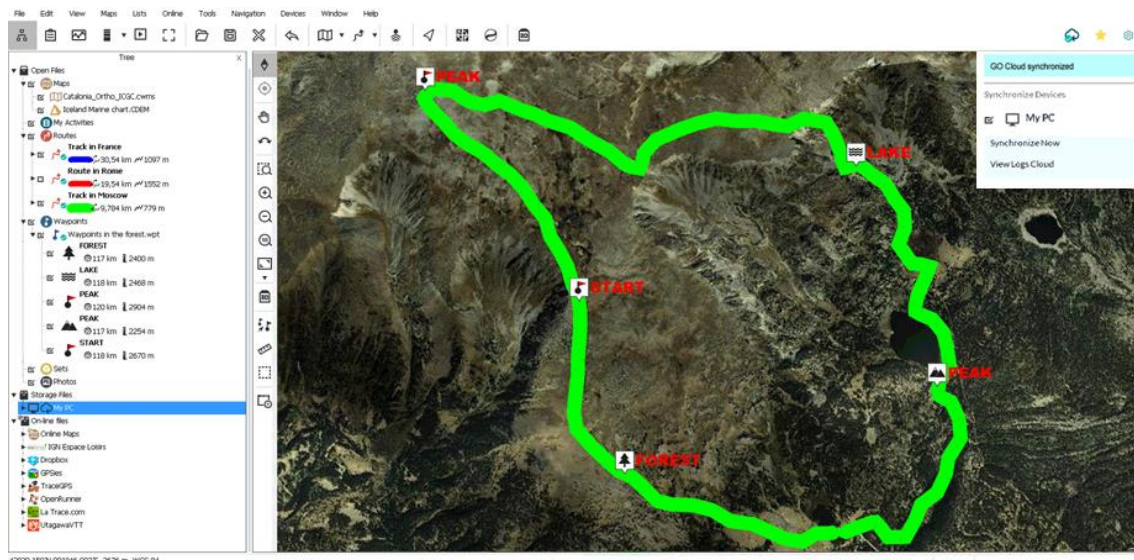 File Edit View Maps Lists Online Tools Navigation Devices Window Help
Tree X
Open Files
Maps
Catalonia_Ortho_ICGC.cwms
Iceland Marine chart.CDEM
My Activities
Routes
Track in France
30,54 km 1097 m
Route in Rome
19,54 km 1552 m
Track in Moscow
9,784 km 779 m
Waypoints
Waypoints in the forest.wpt
FOREST
117 km 2400 m
LAKE
118 km 2468 m
PEAK
120 km 2904 m
PEAK
117 km 2254 m
START
118 km 2670 m
Sets
Photos
Storage Files
My PC
On-line files
Online Maps
IGN Espace Loisirs
Dropbox
GPSies
TraceGPS
OpenRunner
La Trace.com
UtagawaVTT
PEAK
LAKE
START
PEAK
FOREST
GO Cloud synchronized
Synchronize Devices
My PC
Synchronize Now
View Logs Cloud